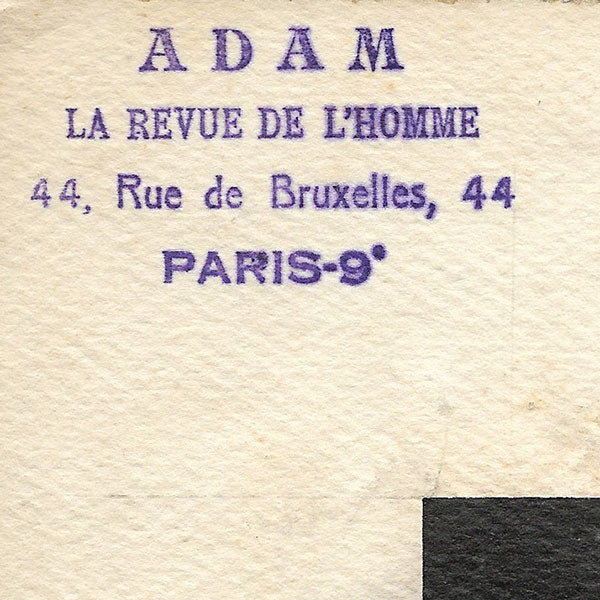 ADAM
LA REVUE DE L'HOMME
44, Rue de Bruxelles, 44
PARIS-9e